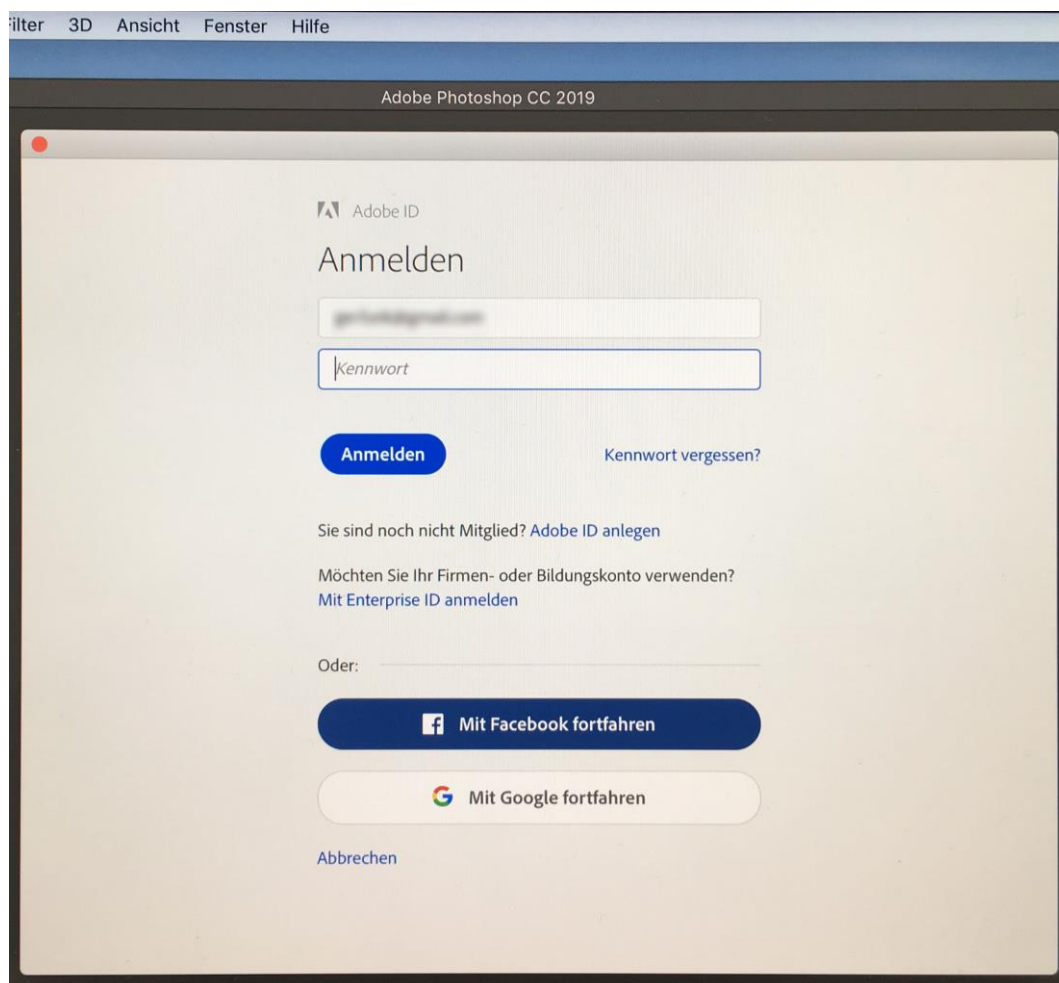 3D Ansicht Fenster Hilfe
Adobe Photoshop CC 2019
Adobe ID
Anmelden
Kennwort
Anmelden Kennwort vergessen?
Sie sind noch nicht Mitglied? Adobe ID anlegen
Möchten Sie Ihr Firmen- oder Bildungskonto verwenden?
Mit Enterprise ID anmelden
Oder:
Mit Facebook fortfahren
Mit Google fortfahren
Abbrechen